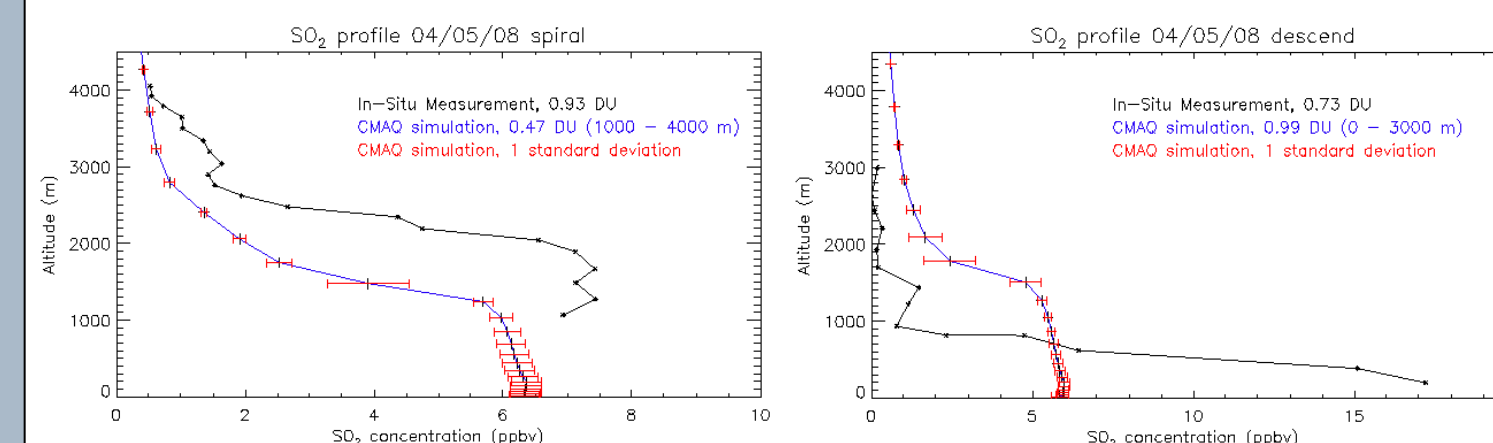 SO2 profile 04/05/08 spiral
In-Situ Measurement, 0.93 DU
CMAQ simulation, 0.47 DU (1000 - 4000 m)
CMAQ simulation, 1 standard deviation
Altitude (m)
4000
3000
2000
1000
0
0 2 4 6 8 10
SO2 concentration (ppbv)
SO2 profile 04/05/08 descend
In-Situ Measurement, 0.73 DU
CMAQ simulation, 0.99 DU (0 - 3000 m)
CMAQ simulation, 1 standard deviation
Altitude (m)
4000
3000
2000
1000
0
0 5 10 15
SO2 concentration (ppbv)